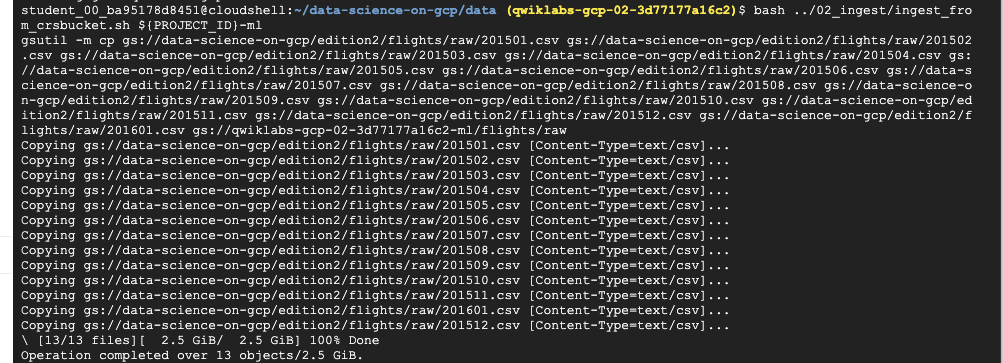 student_00_ba95178d8451@cloudshell:~/data-science-on-gcp/data (qwiklabs-gcp-02-3d77177a16c2)$ bash ../02_ingest/ingest_fro
m_crsbucket.sh ${PROJECT_ID}-ml
gsutil -m cp gs://data-science-on-gcp/edition2/flights/raw/201501.csv gs://data-science-on-gcp/edition2/flights/raw/201502
.csv gs://data-science-on-gcp/edition2/flights/raw/201503.csv gs://data-science-on-gcp/edition2/flights/raw/201504.csv gs:
//data-science-on-gcp/edition2/flights/raw/201505.csv gs://data-science-on-gcp/edition2/flights/raw/201506.csv gs://data-s
cience-on-gcp/edition2/flights/raw/201507.csv gs://data-science-on-gcp/edition2/flights/raw/201508.csv gs://data-science-o
n-gcp/edition2/flights/raw/201509.csv gs://data-science-on-gcp/edition2/flights/raw/201510.csv gs://data-science-on-gcp/ed
ition2/flights/raw/201511.csv gs://data-science-on-gcp/edition2/flights/raw/201512.csv gs://data-science-on-gcp/edition2/f
lights/raw/201601.csv gs://qwiklabs-gcp-02-3d77177a16c2-ml/flights/raw
Copying gs://data-science-on-gcp/edition2/flights/raw/201501.csv [Content-Type=text/csv]...
Copying gs://data-science-on-gcp/edition2/flights/raw/201502.csv [Content-Type=text/csv]...
Copying gs://data-science-on-gcp/edition2/flights/raw/201503.csv [Content-Type=text/csv]...
Copying gs://data-science-on-gcp/edition2/flights/raw/201504.csv [Content-Type=text/csv]...
Copying gs://data-science-on-gcp/edition2/flights/raw/201505.csv [Content-Type=text/csv]...
Copying gs://data-science-on-gcp/edition2/flights/raw/201506.csv [Content-Type=text/csv]...
Copying gs://data-science-on-gcp/edition2/flights/raw/201507.csv [Content-Type=text/csv]...
Copying gs://data-science-on-gcp/edition2/flights/raw/201508.csv [Content-Type=text/csv]...
Copying gs://data-science-on-gcp/edition2/flights/raw/201509.csv [Content-Type=text/csv]...
Copying gs://data-science-on-gcp/edition2/flights/raw/201510.csv [Content-Type=text/csv]...
Copying gs://data-science-on-gcp/edition2/flights/raw/201511.csv [Content-Type=text/csv]...
Copying gs://data-science-on-gcp/edition2/flights/raw/201601.csv [Content-Type=text/csv]...
Copying gs://data-science-on-gcp/edition2/flights/raw/201512.csv [Content-Type=text/csv]...
\ [13/13 files][  2.5 GiB/  2.5 GiB] 100% Done
Operation completed over 13 objects/2.5 GiB.